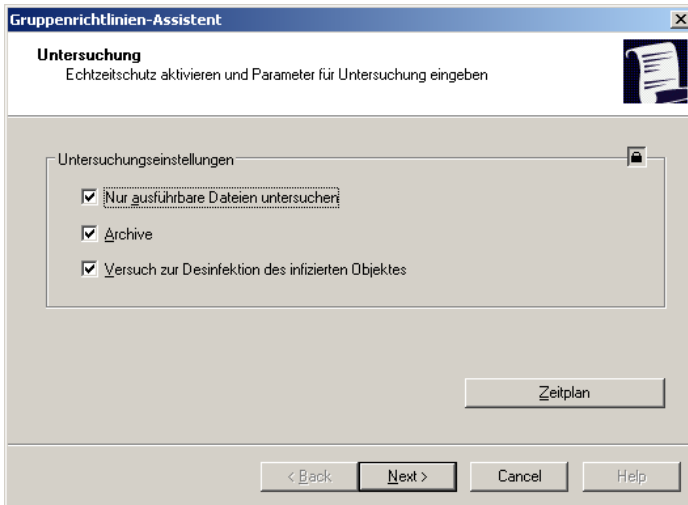 Gruppenrichtlinien-Assistent
Untersuchung
Echtzeitschutz aktivieren und Parameter für Untersuchung eingeben
Untersuchungseinstellungen
Nur ausführbare Dateien untersuchen
Archive
Versuch zur Desinfektion des infizierten Objektes
Zeitplan
< Back Next > Cancel Help